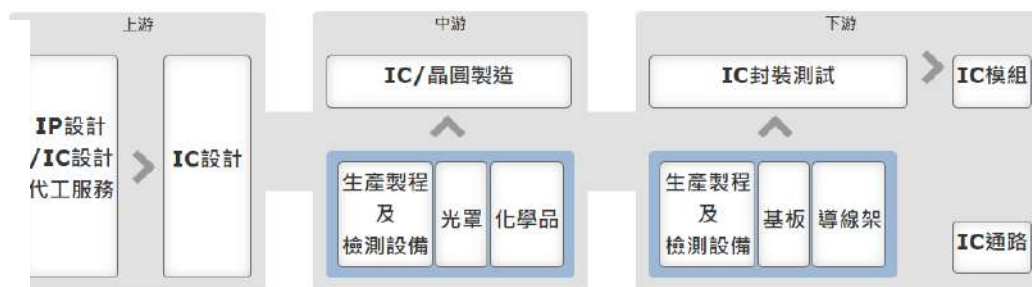 上游
IP設計
/IC設計
代工服務
IC設計
中游
IC/晶圓製造
生產製程
及
檢測設備
光罩
化學品
下游
IC封裝測試
IC模組
生產製程
及
檢測設備
基板
導線架
IC通路